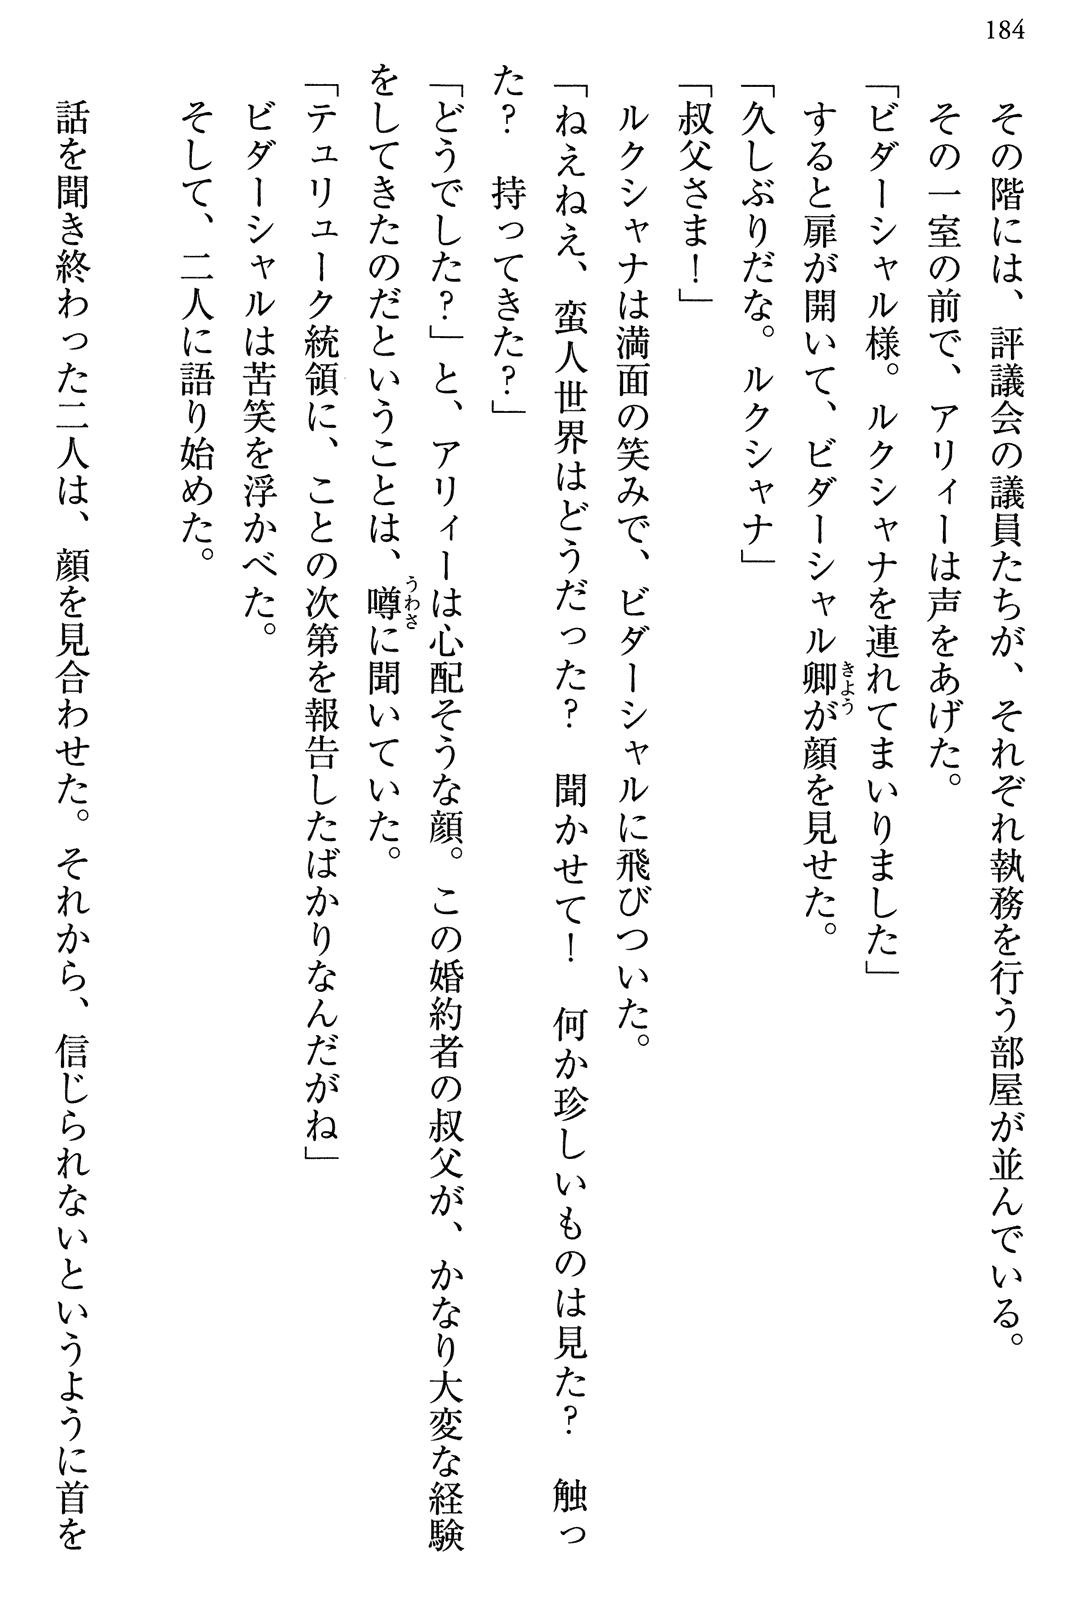 184
その階には、評議会の議員たちが、それぞれ執務を行う部屋が並んでいる。
その一室の前で、アリィーは声をあげた。
「ビダーシャル様。ルクシャナを連れてまいりました」
すると扉が開いて、ビダーシャル卿が顔を見せた。
きよう
「久しぶりだな。ルクシャナ」
「叔父さま！」
ルクシャナは満面の笑みで、ビダーシャルに飛びついた。
「ねえねえ、蛮人世界はどうだった？　聞かせて！　何か珍しいものは見た？　触っ
た？　持ってきた？」
「どうでした？」と、アリィーは心配そうな顔。この婚約者の叔父が、かなり大変な経験
をしてきたのだということは、噂に聞いていた。
うわさ
「テュリューク統領に、ことの次第を報告したばかりなんだがね」
ビダーシャルは苦笑を浮かべた。
そして、二人に語り始めた。
話を聞き終わった二人は、顔を見合わせた。それから、信じられないというように首を